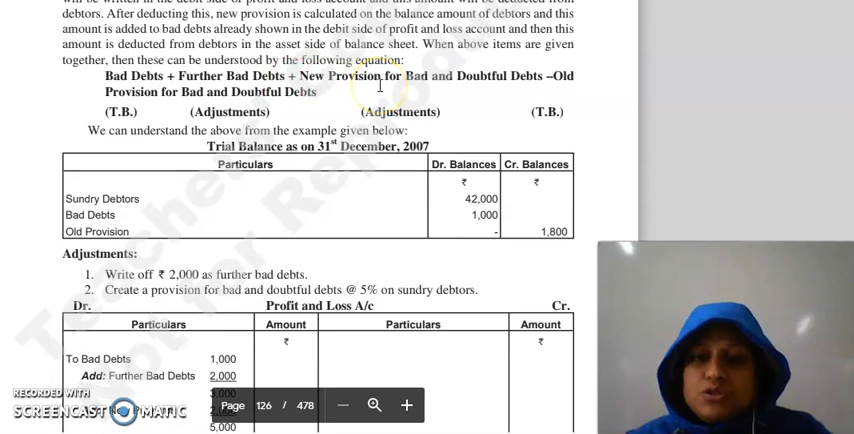 debtors. After deducting this, new provision is calculated on the balance amount of debtors and this
amount is added to bad debts already shown in the debit side of profit and loss account and then this
amount is deducted from debtors in the asset side of balance sheet. When above items are given
together, then these can be understood by the following equation:
Bad Debts + Further Bad Debts + New Provision for Bad and Doubtful Debts –Old
Provision for Bad and Doubtful Debts
(T.B.) (Adjustments) (Adjustments) (T.B.)
We can understand the above from the example given below:
Trial Balance as on 31st December, 2007
Particulars Dr. Balances Cr. Balances
₹ ₹
Sundry Debtors 42,000
Bad Debts 1,000
Old Provision - 1,800
Adjustments:
1. Write off ₹ 2,000 as further bad debts.
2. Create a provision for bad and doubtful debts @ 5% on sundry debtors.
Dr. Profit and Loss A/c Cr.
Particulars Amount Particulars Amount
₹ ₹
To Bad Debts 1,000
Add: Further Bad Debts 2,000
3,000
5,000
RECORDED WITH
SCREENCAST-O-MATIC
Page 126 / 478